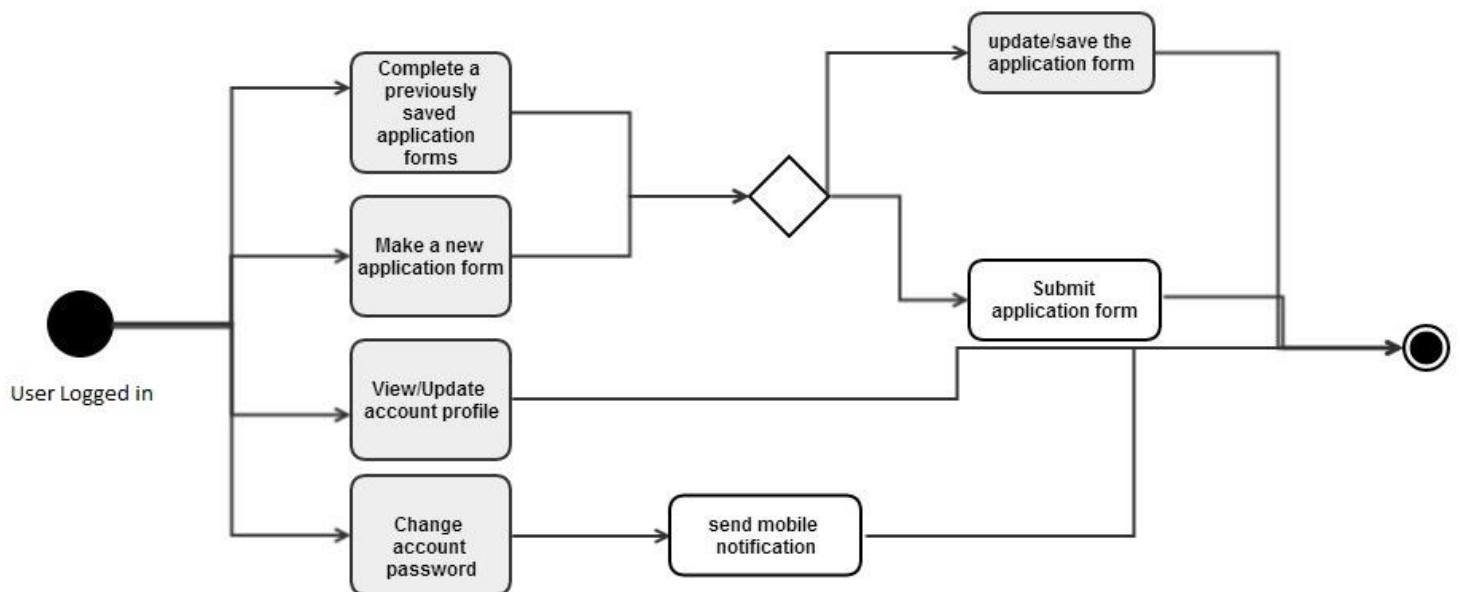 Complete a
previously
saved
application
forms
update/save the
application form
Make a new
application form
Submit
application form
User Logged in
View/Update
account profile
Change
account
password
send mobile
notification